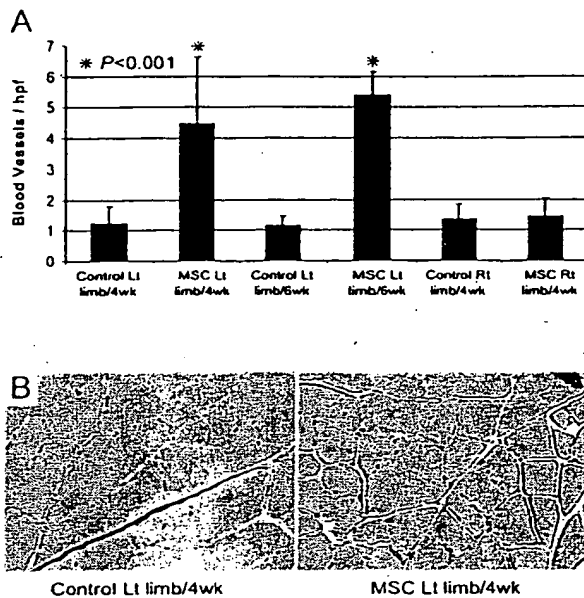 A
Blood Vessels / hpf
7
6
5
4
3
2
1
0
* P<0.001
*
*
Control Lt limb/4wk
MSC Lt limb/4wk
Control Lt limb/6wk
MSC Lt limb/6wk
Control Rt limb/4wk
MSC Rt limb/4wk
B
Control Lt limb/4wk
MSC Lt limb/4wk